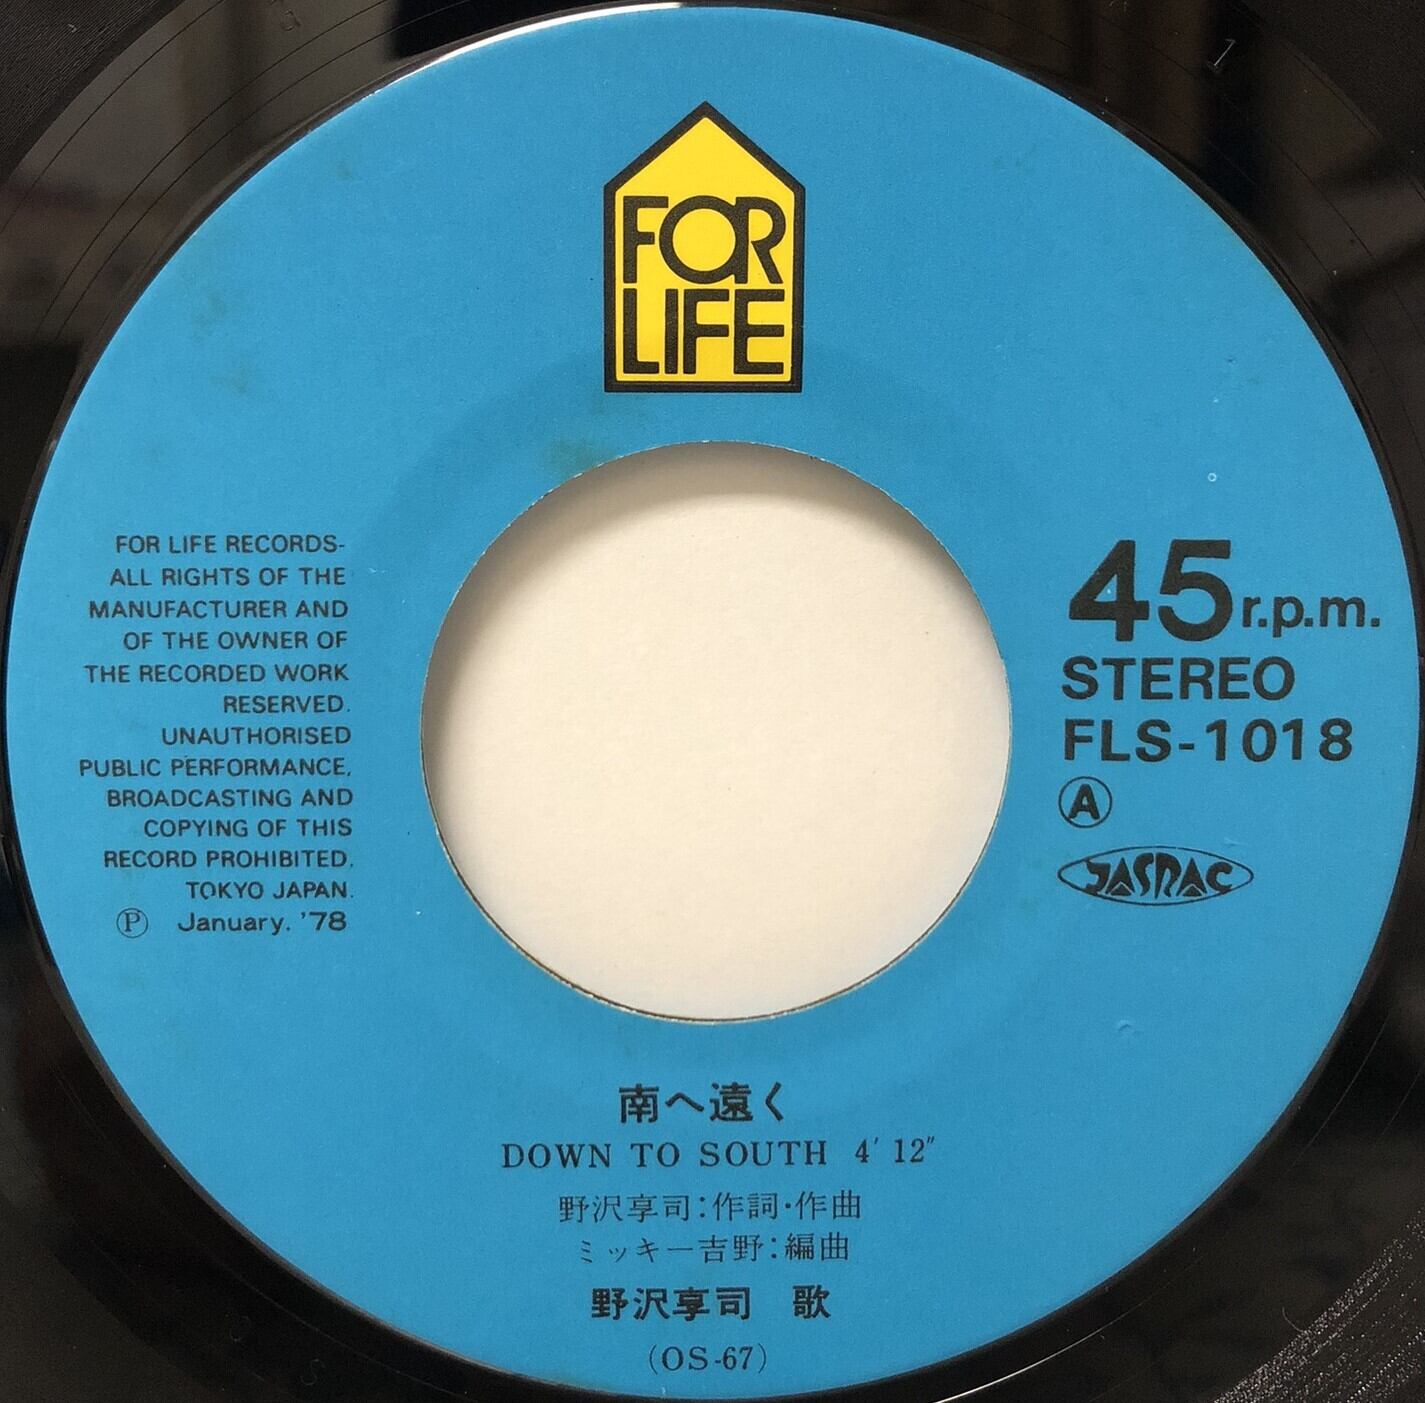 FOR
LIFE
FOR LIFE RECORDS-
ALL RIGHTS OF THE
MANUFACTURER AND
OF THE OWNER OF
THE RECORDED WORK
RESERVED.
UNAUTHORISED
PUBLIC PERFORMANCE,
BROADCASTING AND
COPYING OF THIS
RECORD PROHIBITED.
TOKYO JAPAN.
Ⓟ January. '78
45r.p.m.
STEREO
FLS-1018
Ⓐ
JASRAC
南へ遠く
DOWN TO SOUTH 4′ 12″
野沢享司:作詞・作曲
ミッキー吉野:編曲
野沢享司 歌
(OS-67)